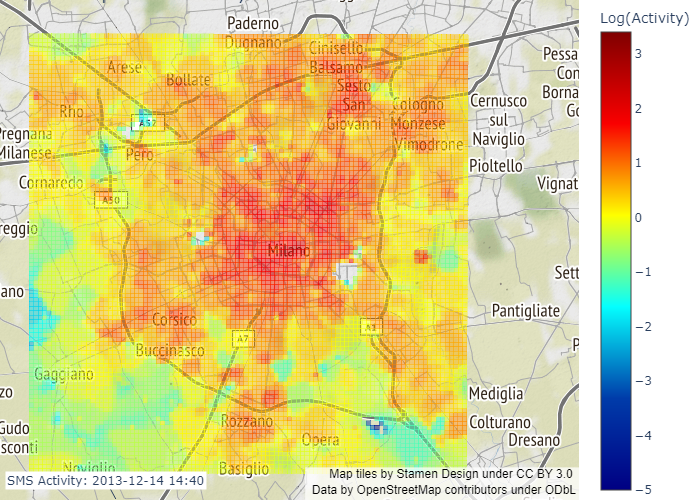 Paderno
Dugnano
Cinisello
Balsamo
Arese
Bollate
Sesto
San
Giovanni
Pessa
Con
Borna
Go
Rho
A52
Cologno
Monzese
Cernusco
sul
Naviglio
Pregnana
Milanese
Pero
Vimodrone
Pioltello
Cornaredo
Vignat
A50
reggio
Milano
Sett
ano
Pantigliate
Corsico
A7
A3
Buccinasco
P
Gaggiano
zo
Mediglia
Rozzano
Colturano
Gudo
sconti
Opera
Dresano
Noviglio
Basiglio
SMS Activity: 2013-12-14 14:40
Map tiles by Stamen Design under CC BY 3.0
Data by OpenStreetMap contributors under ODbL
Log(Activity)
3
2
1
0
−1
−2
−3
−4
−5